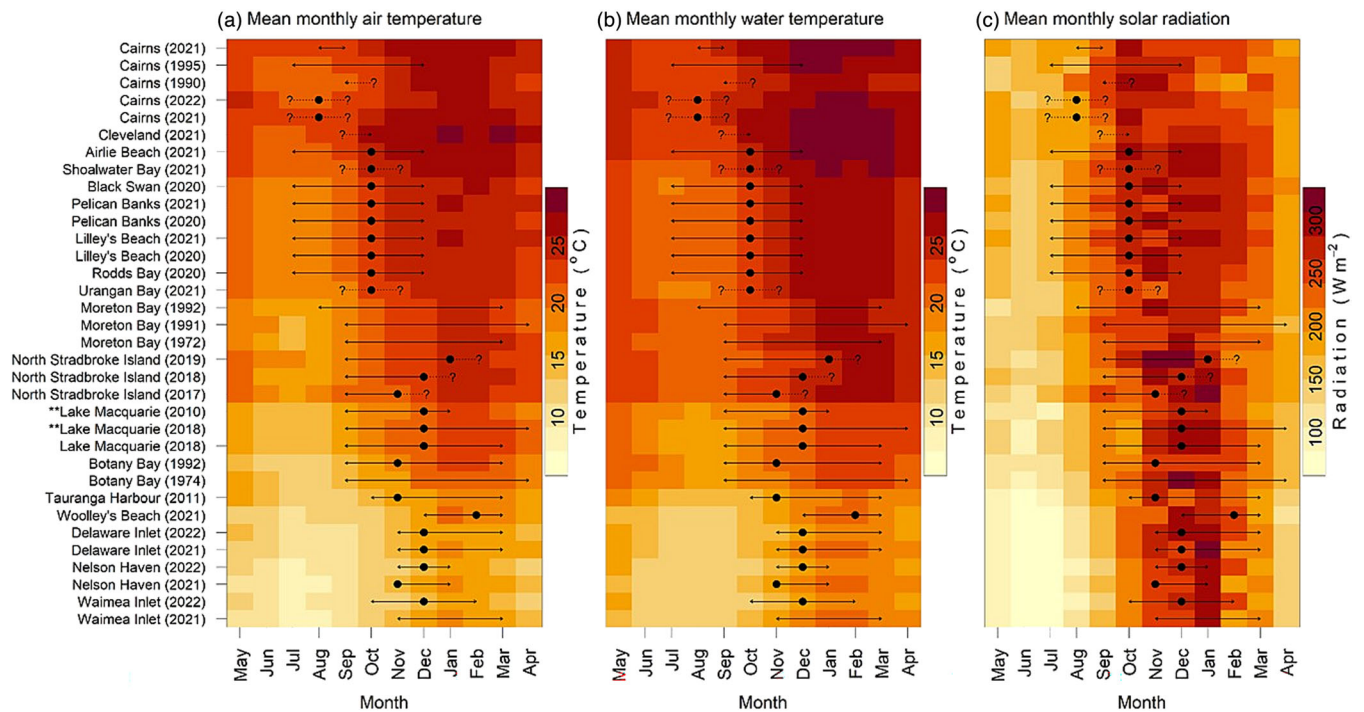 (a) Mean monthly air temperature
(b) Mean monthly water temperature
(c) Mean monthly solar radiation
Cairns (2021)
Cairns (1995)
Cairns (1990)
Cairns (2022)
Cairns (2021)
Cleveland (2021)
Airlie Beach (2021)
Shoalwater Bay (2021)
Black Swan (2020)
Pelican Banks (2021)
Pelican Banks (2020)
Lilley's Beach (2021)
Lilley's Beach (2020)
Rodds Bay (2020)
Urangan Bay (2021)
Moreton Bay (1992)
Moreton Bay (1991)
Moreton Bay (1972)
North Stradbroke Island (2019)
North Stradbroke Island (2018)
North Stradbroke Island (2017)
**Lake Macquarie (2010)
**Lake Macquarie (2018)
Lake Macquarie (2018)
Botany Bay (1992)
Botany Bay (1974)
Tauranga Harbour (2011)
Woolley's Beach (2021)
Delaware Inlet (2022)
Delaware Inlet (2021)
Nelson Haven (2022)
Nelson Haven (2021)
Waimea Inlet (2022)
Waimea Inlet (2021)
? ? ? ? ? ? ? ? ? ? ? ? ? ?
10 15 20 25
Temperature (°C)
? ? ? ? ? ? ? ? ? ? ? ? ? ?
10 15 20 25
Temperature (°C)
? ? ? ? ? ? ? ? ? ? ? ? ? ?
100 150 200 250 300
Radiation (Wm⁻²)
May Jun Jul Aug Sep Oct Nov Dec Jan Feb Mar Apr
May Jun Jul Aug Sep Oct Nov Dec Jan Feb Mar Apr
May Jun Jul Aug Sep Oct Nov Dec Jan Feb Mar Apr
Month
Month
Month